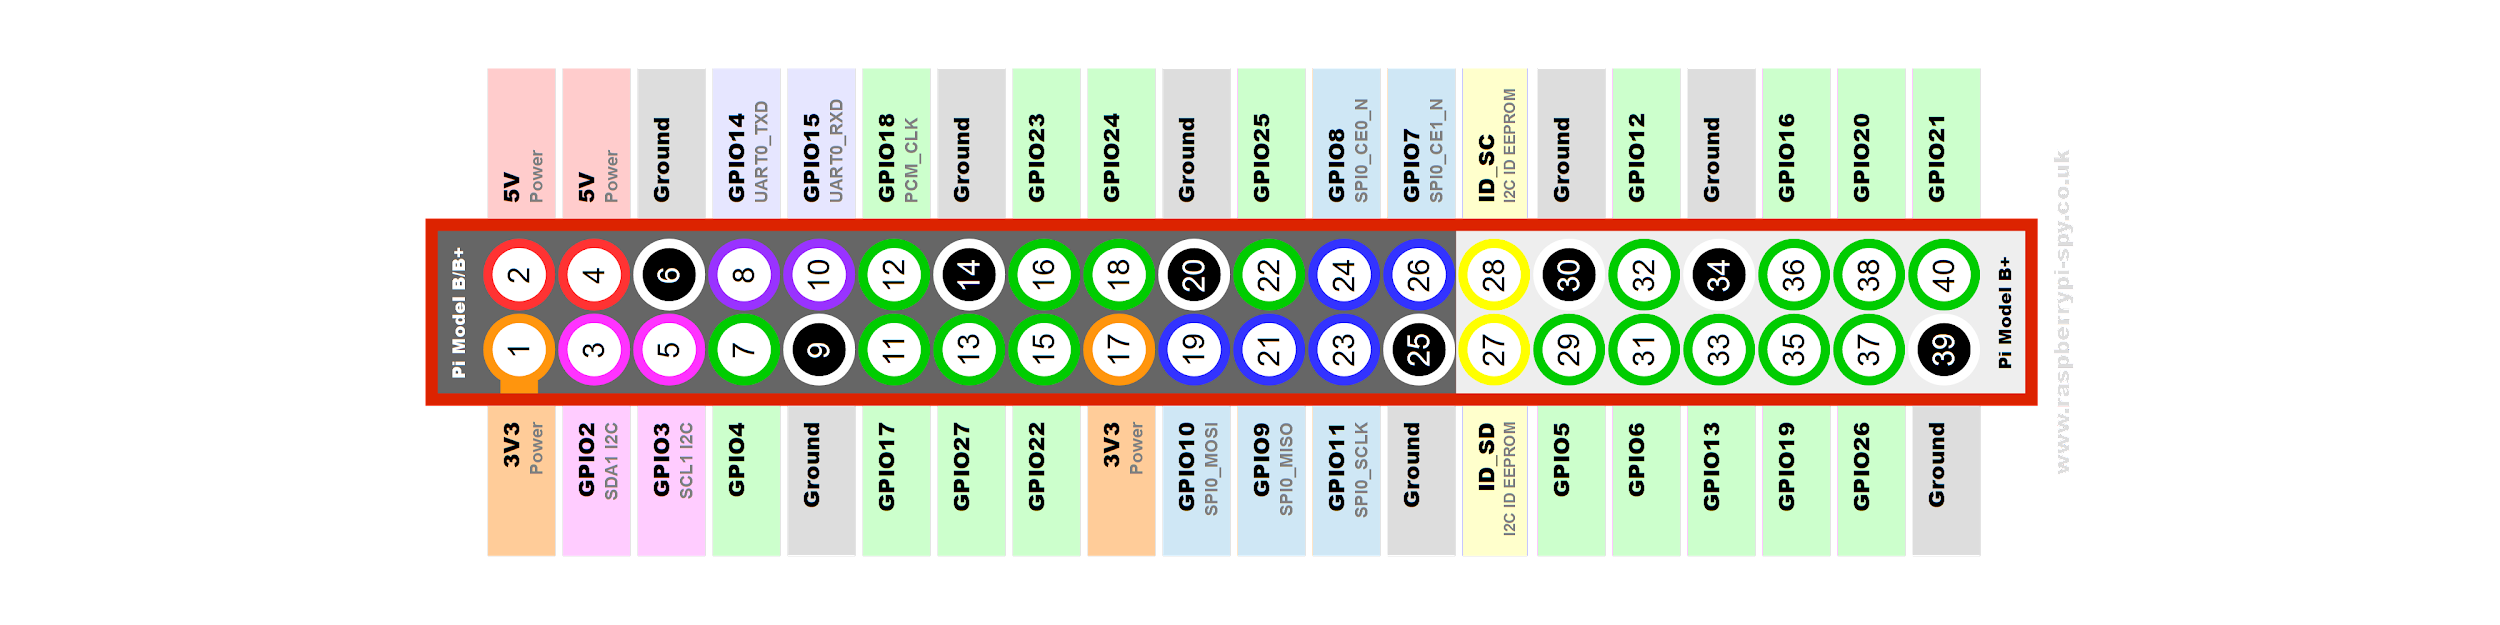 5V
Power
5V
Power
Ground
GPIO14
UART0_TXD
GPIO15
UART0_RXD
GPIO18
PCM_CLK
Ground
GPIO23
GPIO24
Ground
GPIO25
GPIO8
SPI0_CE0_N
GPIO7
SPI0_CE1_N
ID_SC
I2C ID EEPROM
Ground
GPIO12
Ground
GPIO16
GPIO20
GPIO21
Pi Model B/B+
2 4 6 8 10 12 14 16 18 20 22 24 26 28 30 32 34 36 38 40
1 3 5 7 9 11 13 15 17 19 21 23 25 27 29 31 33 35 37 39
Pi Model B+
3V3
Power
GPIO2
SDA1 I2C
GPIO3
SCL1 I2C
GPIO4
Ground
GPIO17
GPIO27
GPIO22
3V3
Power
GPIO10
SPI0_MOSI
GPIO9
SPI0_MISO
GPIO11
SPI0_SCLK
Ground
ID_SD
I2C ID EEPROM
GPIO5
GPIO6
GPIO13
GPIO19
GPIO26
Ground
www.raspberrypi-spy.co.uk